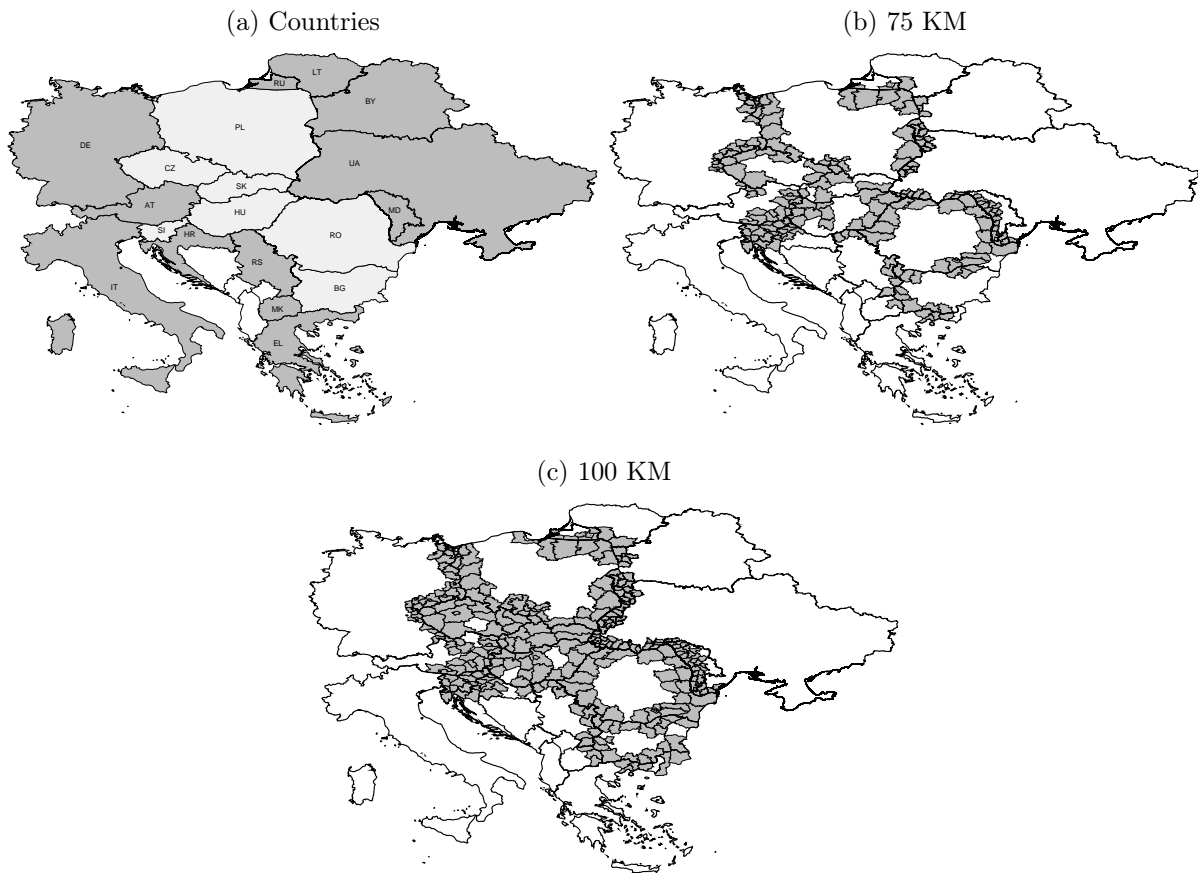 (a) Countries
(b) 75 KM
LT
RU
BY
PL
DE
UA
CZ
SK
AT
HU
MD
SI
HR
RO
RS
IT
BG
MK
EL
(c) 100 KM